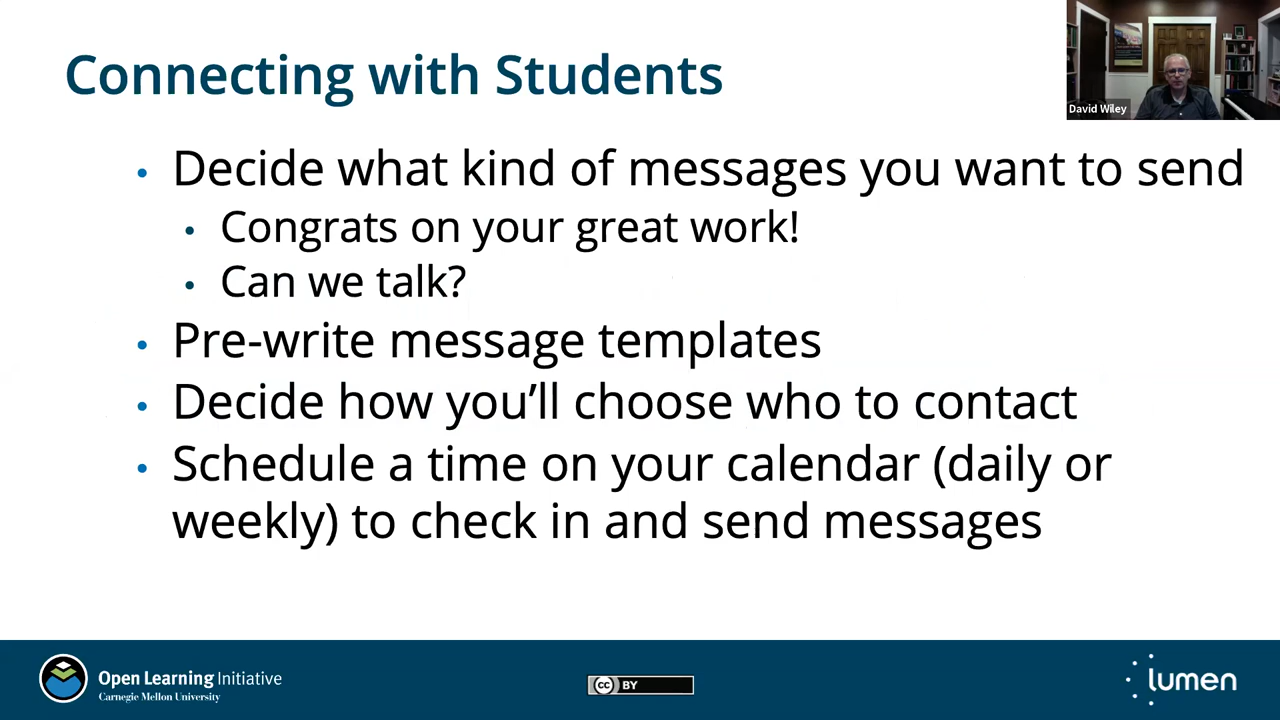 Connecting with Students
David Wiley
• Decide what kind of messages you want to send
• Congrats on your great work!
• Can we talk?
• Pre-write message templates
• Decide how you’ll choose who to contact
• Schedule a time on your calendar (daily or
weekly) to check in and send messages
Open Learning Initiative
Carnegie Mellon University
cc BY
lumen